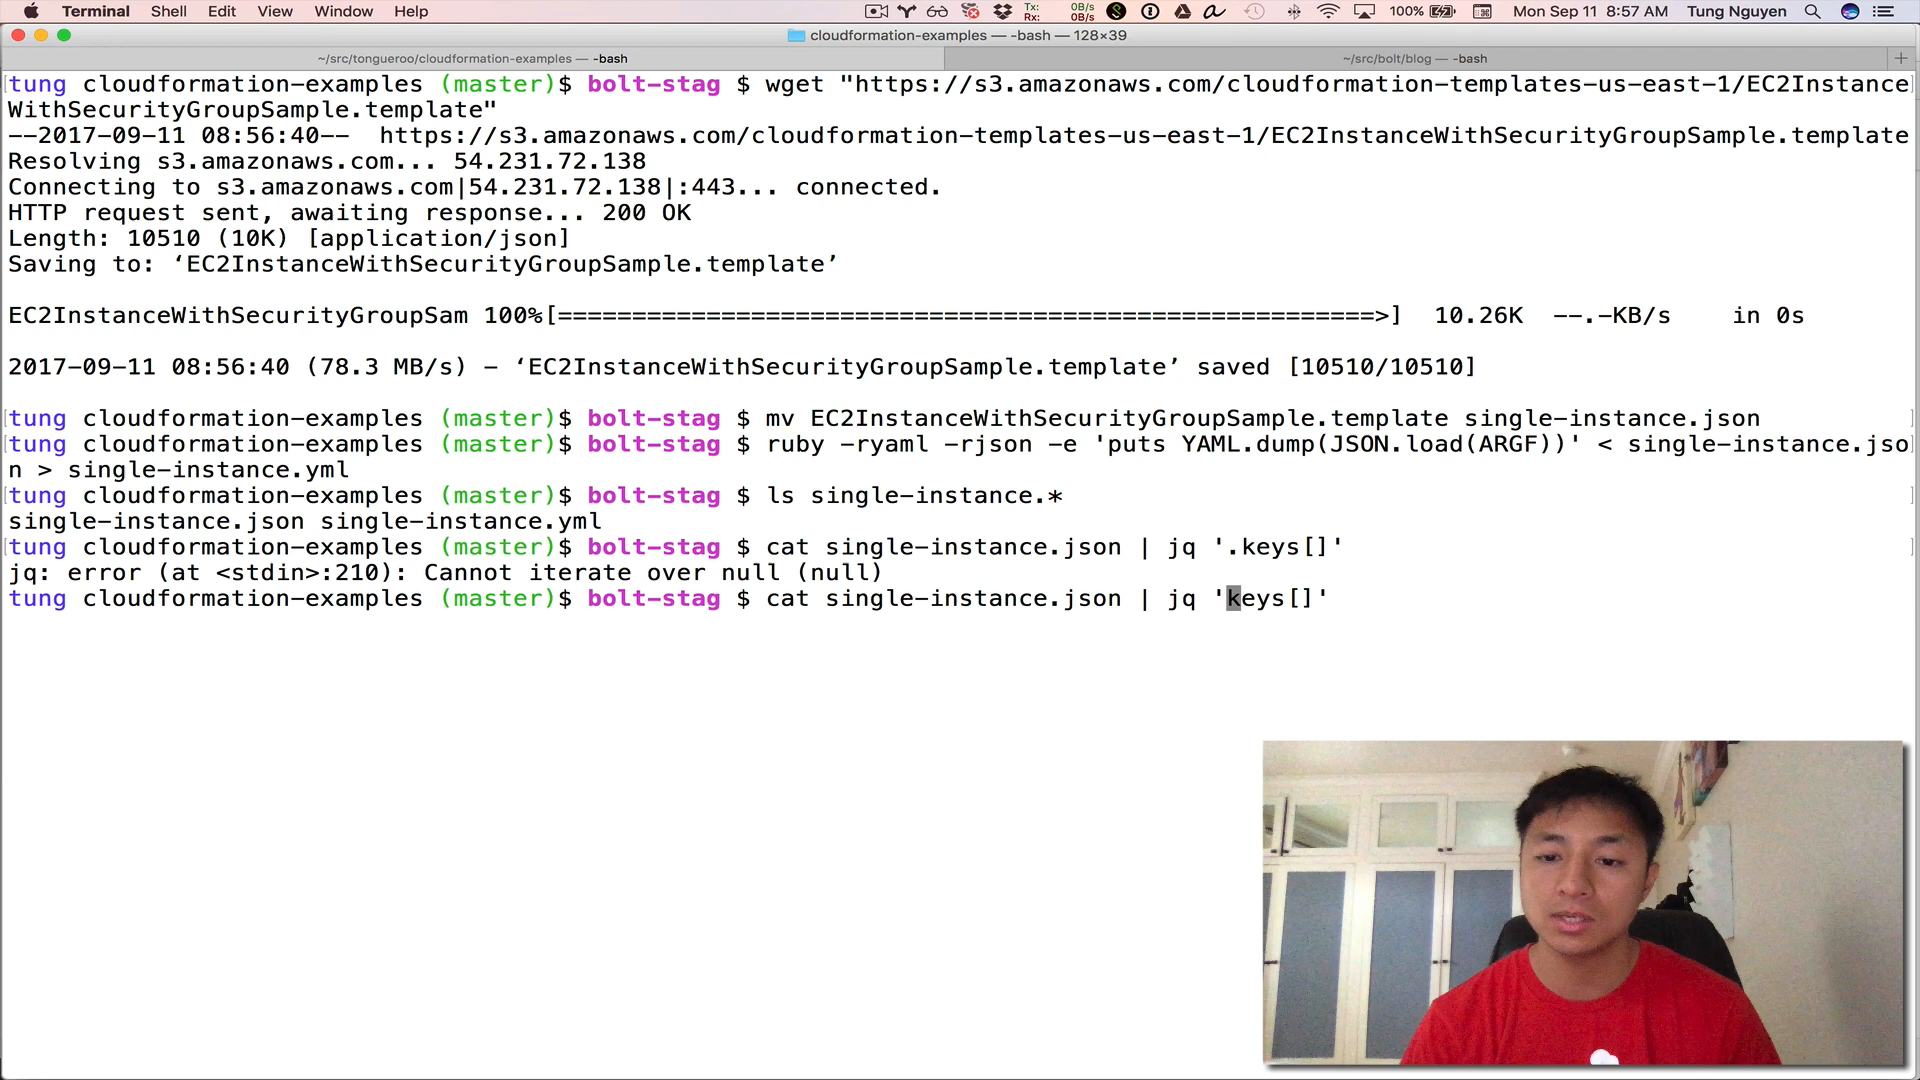 Terminal Shell Edit View Window Help Tx: 0B/s Rx: 0B/s 100% Mon Sep 11 8:57 AM Tung Nguyen
cloudformation-examples — -bash — 128×39
~/src/tongueroo/cloudformation-examples — -bash ~/src/bolt/blog — -bash
tung cloudformation-examples (master)$ bolt-stag $ wget "https://s3.amazonaws.com/cloudformation-templates-us-east-1/EC2Instance
WithSecurityGroupSample.template"
--2017-09-11 08:56:40--  https://s3.amazonaws.com/cloudformation-templates-us-east-1/EC2InstanceWithSecurityGroupSample.template
Resolving s3.amazonaws.com... 54.231.72.138
Connecting to s3.amazonaws.com|54.231.72.138|:443... connected.
HTTP request sent, awaiting response... 200 OK
Length: 10510 (10K) [application/json]
Saving to: ‘EC2InstanceWithSecurityGroupSample.template’
EC2InstanceWithSecurityGroupSam 100%[=======================================================>]  10.26K  --.-KB/s    in 0s
2017-09-11 08:56:40 (78.3 MB/s) - ‘EC2InstanceWithSecurityGroupSample.template’ saved [10510/10510]
tung cloudformation-examples (master)$ bolt-stag $ mv EC2InstanceWithSecurityGroupSample.template single-instance.json
tung cloudformation-examples (master)$ bolt-stag $ ruby -ryaml -rjson -e 'puts YAML.dump(JSON.load(ARGF))' < single-instance.jso
n > single-instance.yml
tung cloudformation-examples (master)$ bolt-stag $ ls single-instance.*
single-instance.json single-instance.yml
tung cloudformation-examples (master)$ bolt-stag $ cat single-instance.json | jq '.keys[]'
jq: error (at <stdin>:210): Cannot iterate over null (null)
tung cloudformation-examples (master)$ bolt-stag $ cat single-instance.json | jq 'keys[]'